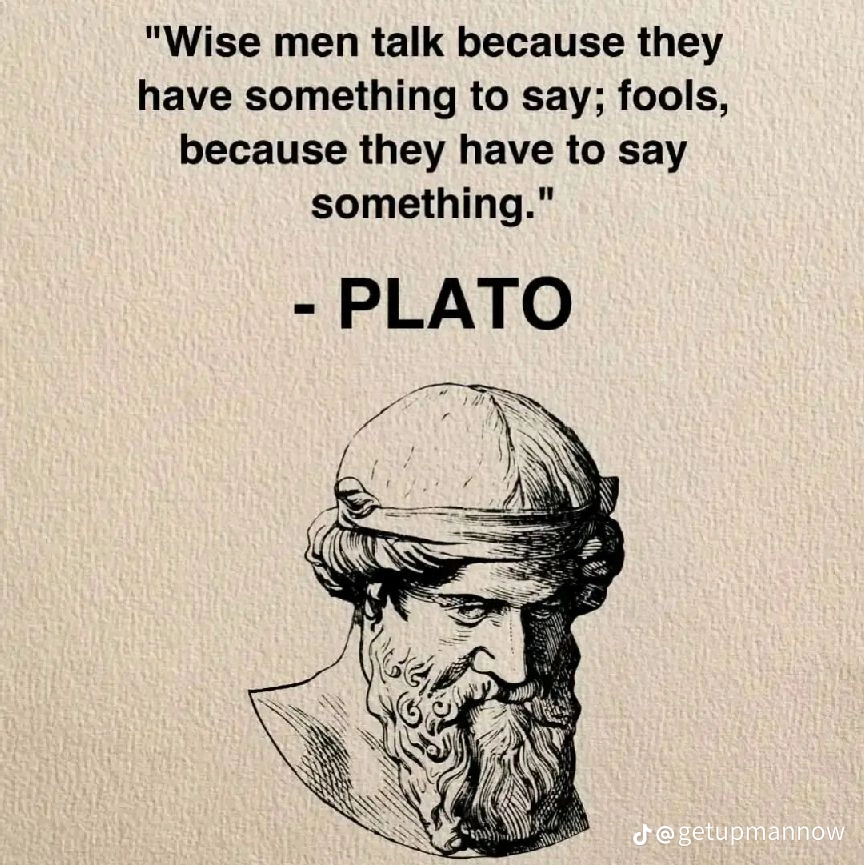 "Wise men talk because they
have something to say; fools,
because they have to say
something."
- PLATO
@getupmannow